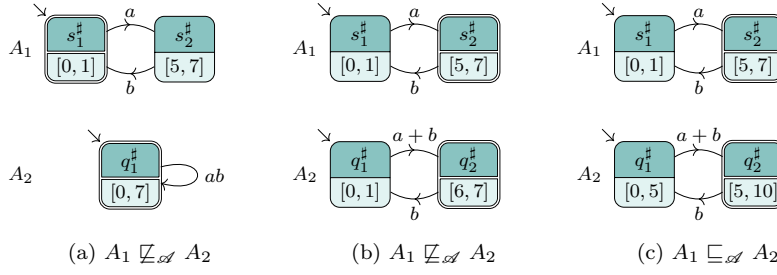 a a a
A₁ s₁♯ s₂♯ A₁ s₁♯ s₂♯ A₁ s₁♯ s₂♯
[0, 1] [5, 7] [0, 1] [5, 7] [0, 1] [5, 7]
b b b
a + b a + b
A₂ q₁♯ ab A₂ q₁♯ q₂♯ A₂ q₁♯ q₂♯
[0, 7] [0, 1] [6, 7] [0, 5] [5, 10]
b b
(a) A₁ ⋢𝒜 A₂ (b) A₁ ⋢𝒜 A₂ (c) A₁ ⊑𝒜 A₂